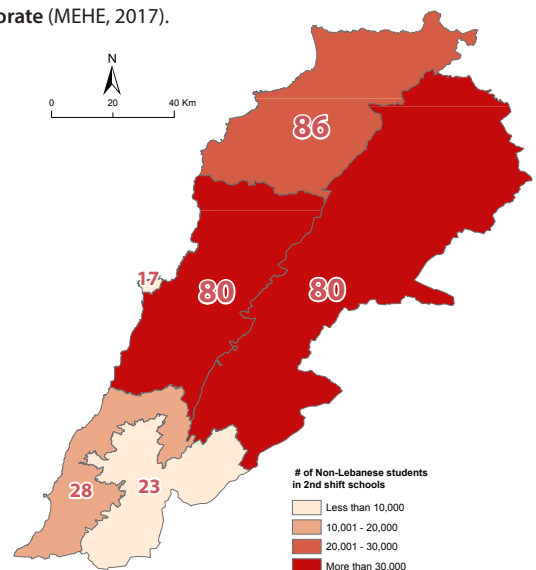 orate (MEHE, 2017).
N
0 20 40 Km
86
17
80
80
28
23
# of Non-Lebanese students
in 2nd shift schools
Less than 10,000
10,001 - 20,000
20,001 - 30,000
More than 30,000